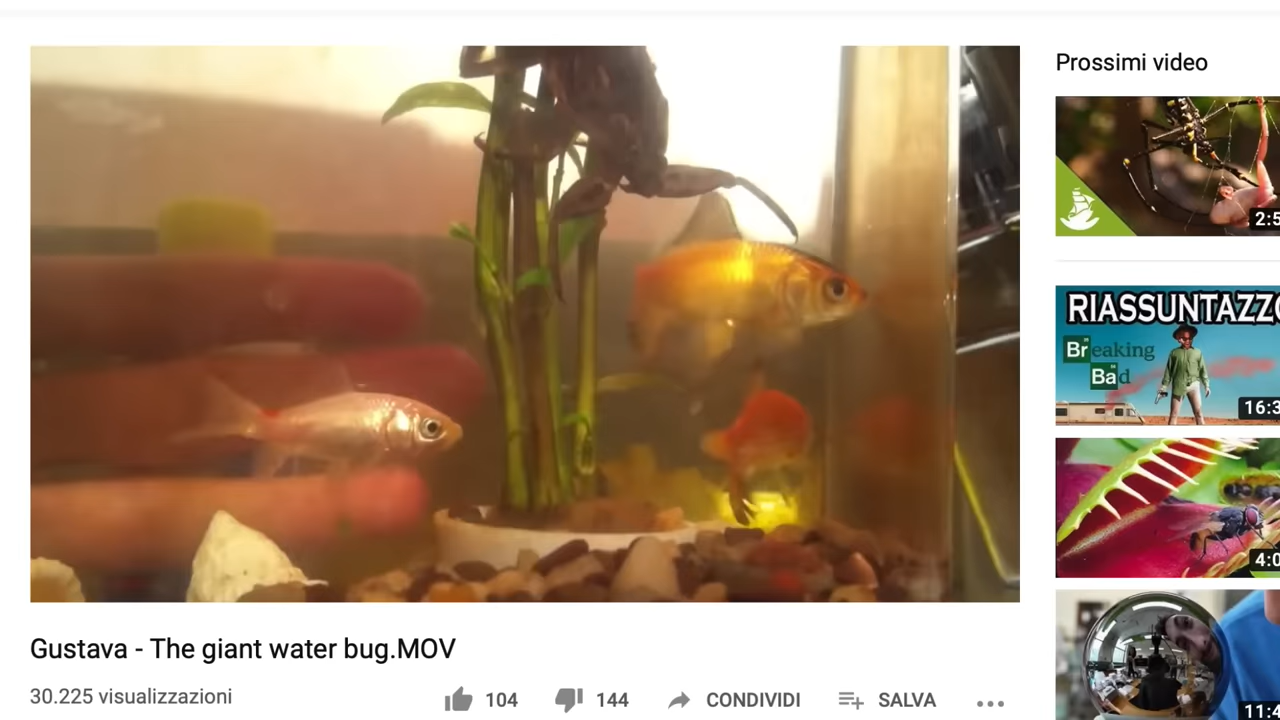 Prossimi video
2:5
RIASSUNTAZZO
Breaking
Bad
16:3
4:0
11:4
Gustava - The giant water bug.MOV
30.225 visualizzazioni
104
144
CONDIVIDI
SALVA